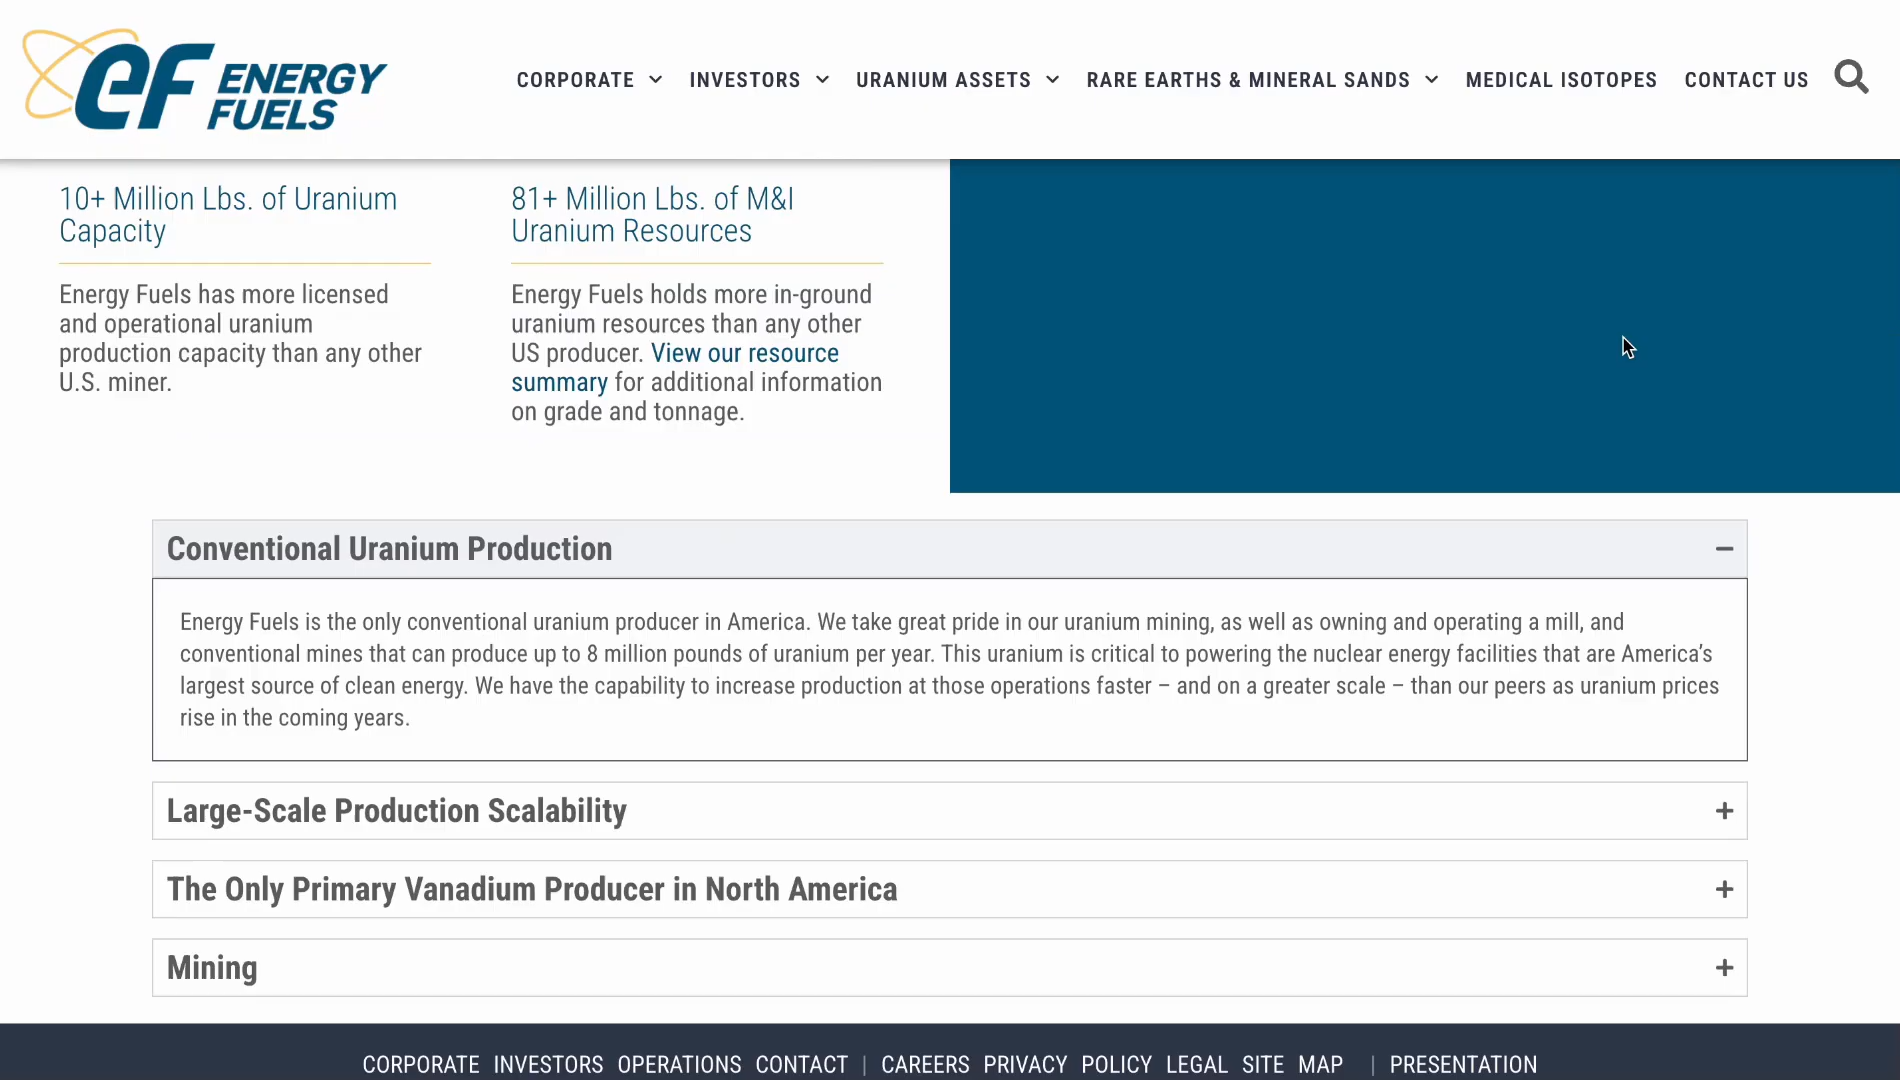 ef ENERGY FUELS
CORPORATE INVESTORS URANIUM ASSETS RARE EARTHS & MINERAL SANDS MEDICAL ISOTOPES CONTACT US
10+ Million Lbs. of Uranium
Capacity
Energy Fuels has more licensed
and operational uranium
production capacity than any other
U.S. miner.
81+ Million Lbs. of M&I
Uranium Resources
Energy Fuels holds more in-ground
uranium resources than any other
US producer. View our resource
summary for additional information
on grade and tonnage.
Conventional Uranium Production
Energy Fuels is the only conventional uranium producer in America. We take great pride in our uranium mining, as well as owning and operating a mill, and
conventional mines that can produce up to 8 million pounds of uranium per year. This uranium is critical to powering the nuclear energy facilities that are America’s
largest source of clean energy. We have the capability to increase production at those operations faster – and on a greater scale – than our peers as uranium prices
rise in the coming years.
Large-Scale Production Scalability
The Only Primary Vanadium Producer in North America
Mining
CORPORATE INVESTORS OPERATIONS CONTACT | CAREERS PRIVACY POLICY LEGAL SITE MAP | PRESENTATION